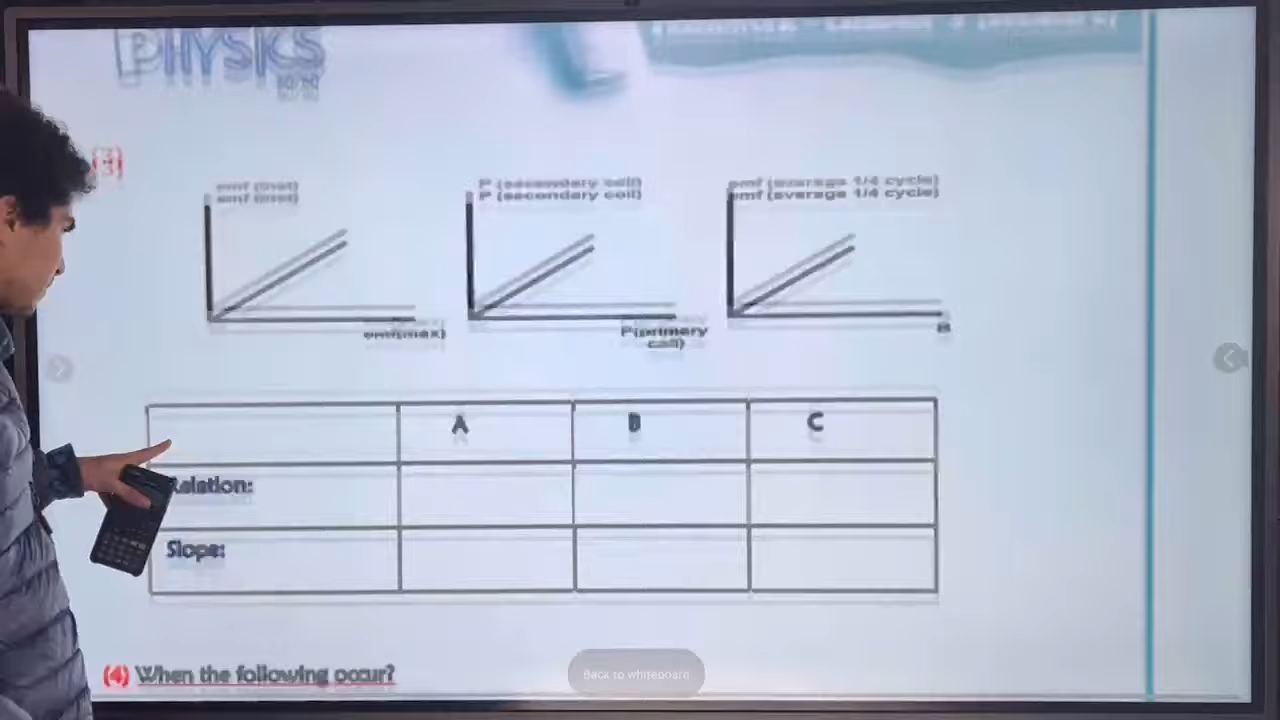 PHYSICS
(3)
emf (inst)
P (secondary coil)
emf (average 1/4 cycle)
emf(max)
P(primary
coil)
B
A B C
Relation:
Slope:
(4) When the following occur?
Back to whiteboard